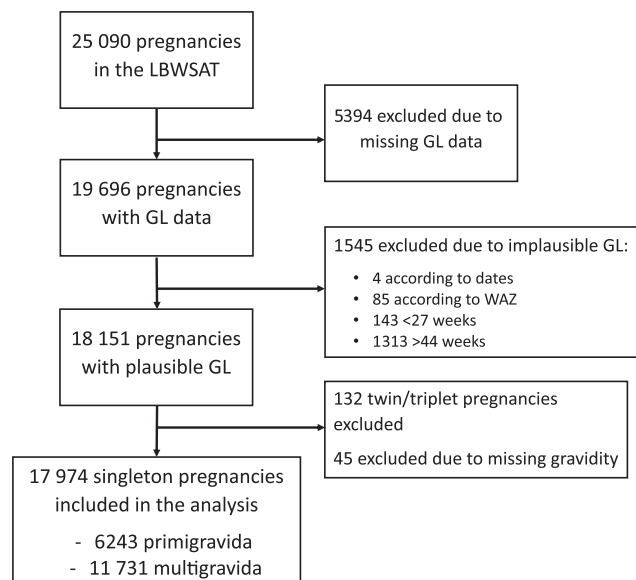 25 090 pregnancies
in the LBWSAT
5394 excluded due to
missing GL data
19 696 pregnancies
with GL data
1545 excluded due to implausible GL:
• 4 according to dates
• 85 according to WAZ
• 143 <27 weeks
• 1313 >44 weeks
18 151 pregnancies
with plausible GL
132 twin/triplet pregnancies
excluded
45 excluded due to missing gravidity
17 974 singleton pregnancies
included in the analysis
- 6243 primigravida
- 11 731 multigravida